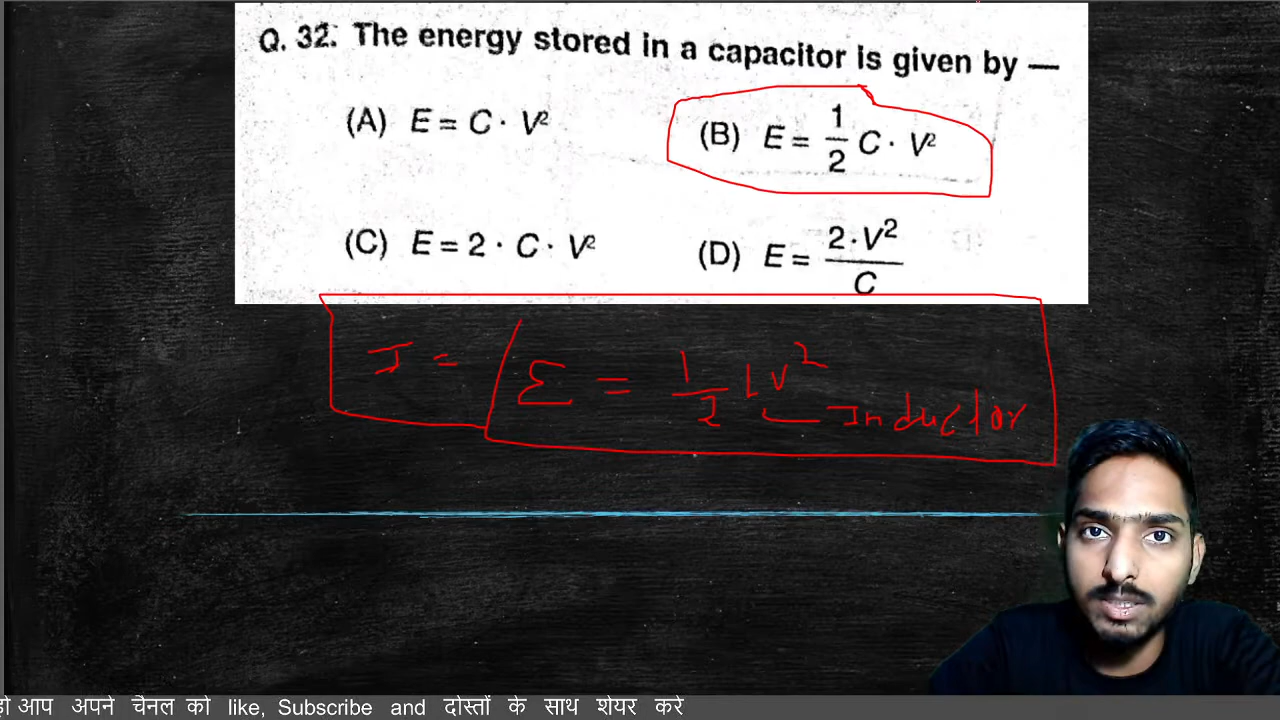 Q. 32. The energy stored in a capacitor is given by —
(A) E = C · V²
(B) E = 1/2 C · V²
(C) E = 2 · C · V²
(D) E = 2·V²/C
I =
E = 1/2 LV²
Inductor
आप अपने चैनल को like, Subscribe and दोस्तों के साथ शेयर करे